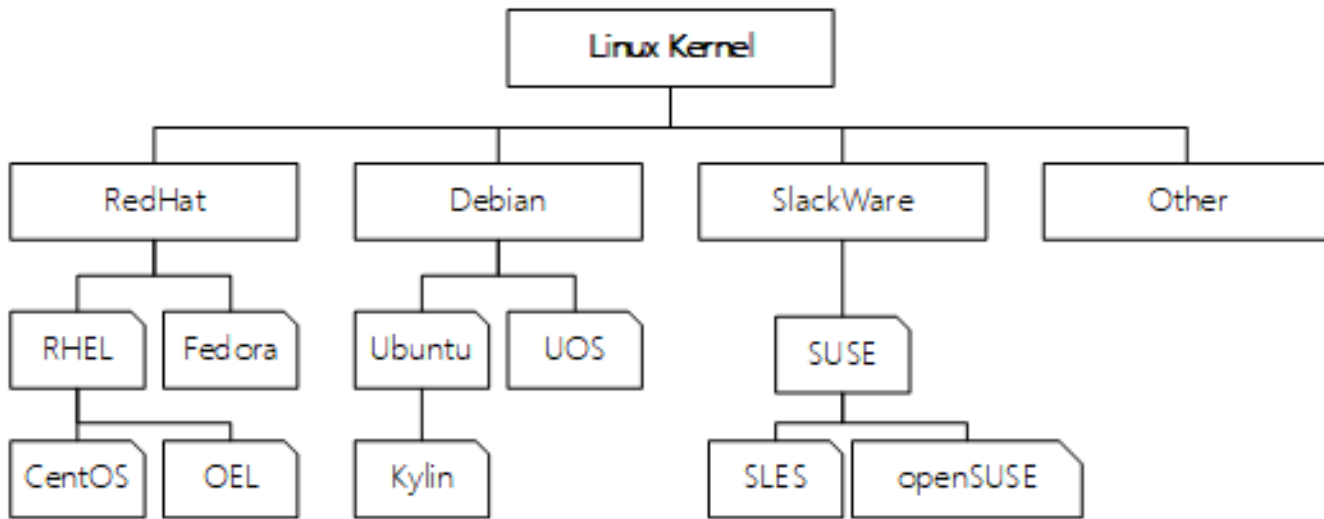 Linux Kernel
RedHat
Debian
SlackWare
Other
RHEL
Fedora
Ubuntu
UOS
SUSE
CentOS
OEL
Kylin
SLES
openSUSE